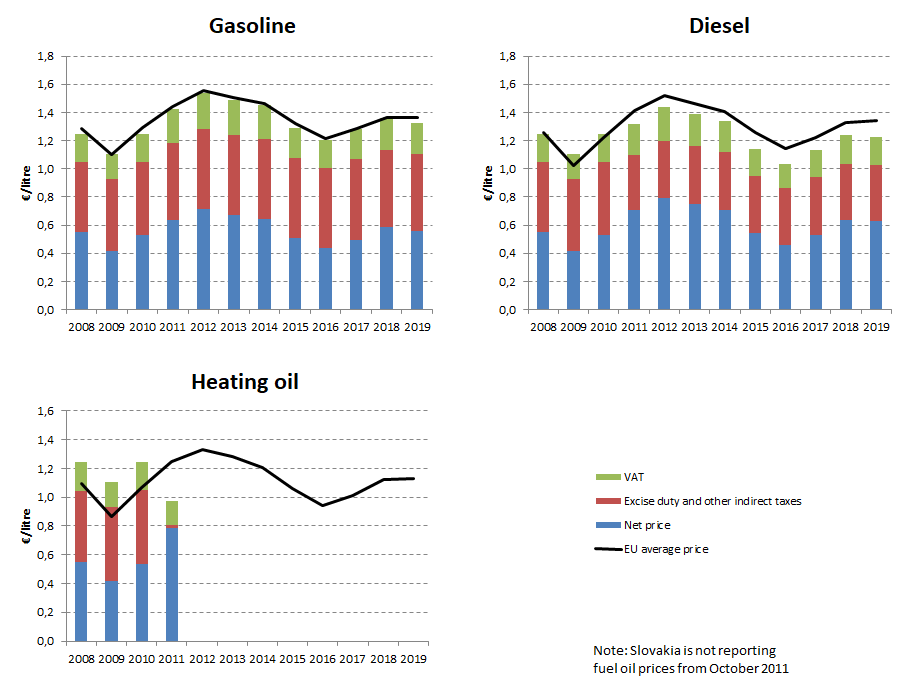 Gasoline
€/litre
1,8
1,6
1,4
1,2
1,0
0,8
0,6
0,4
0,2
0,0
2008 2009 2010 2011 2012 2013 2014 2015 2016 2017 2018 2019
Diesel
€/litre
1,8
1,6
1,4
1,2
1,0
0,8
0,6
0,4
0,2
0,0
2008 2009 2010 2011 2012 2013 2014 2015 2016 2017 2018 2019
Heating oil
€/litre
1,6
1,4
1,2
1,0
0,8
0,6
0,4
0,2
0,0
2008 2009 2010 2011 2012 2013 2014 2015 2016 2017 2018 2019
VAT
Excise duty and other indirect taxes
Net price
EU average price
Note: Slovakia is not reporting
fuel oil prices from October 2011